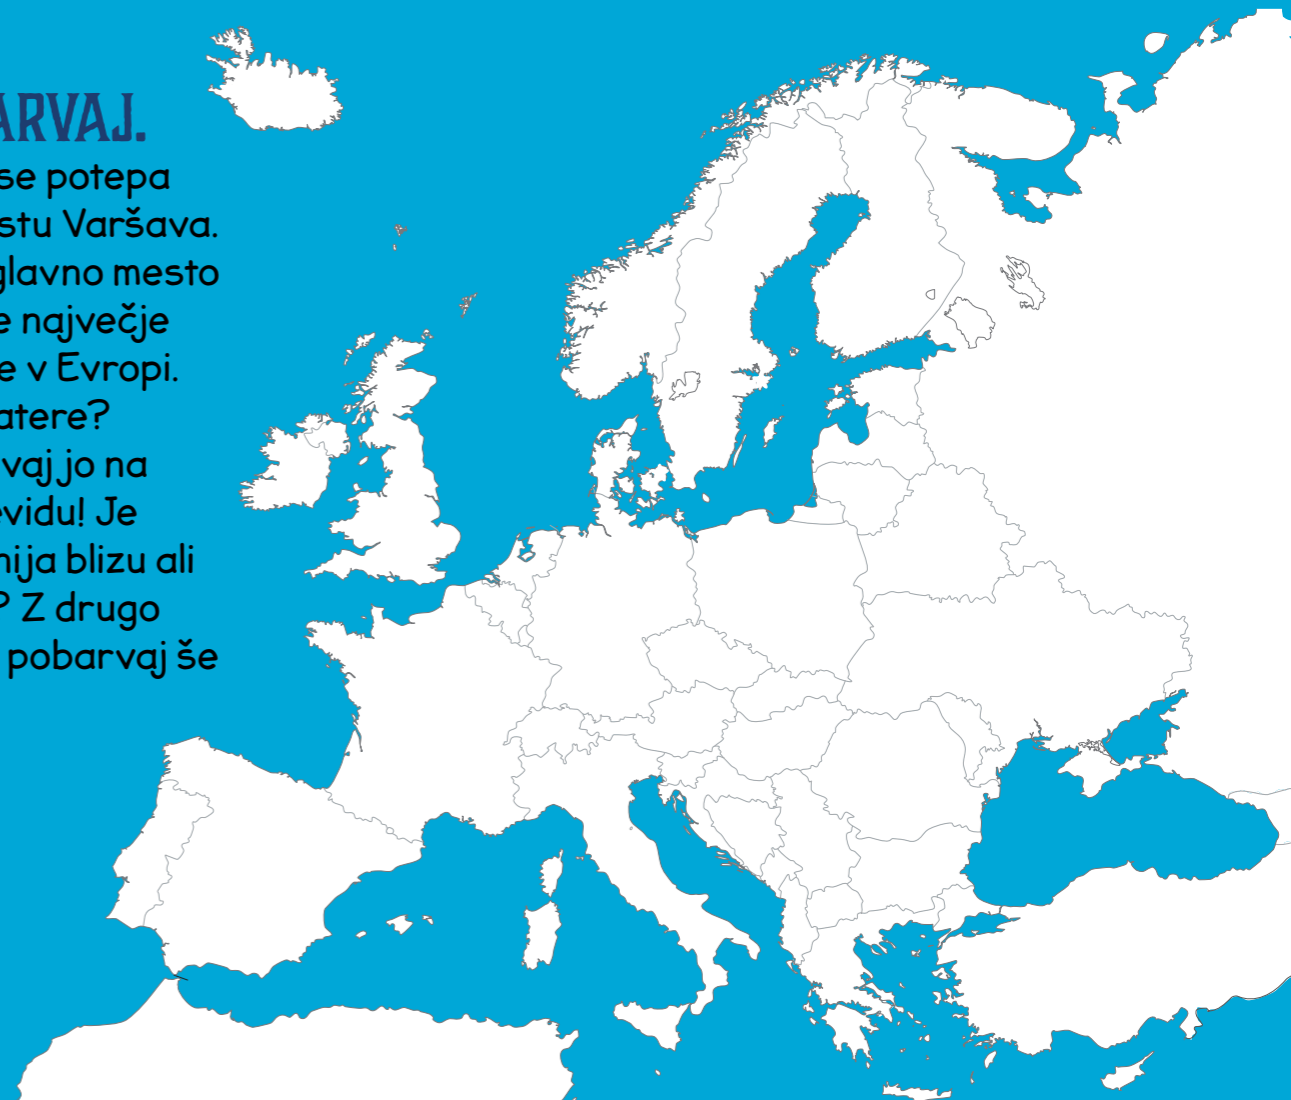 ARVAJ.
se potepa
stu Varšava.
glavno mesto
e največje
e v Evropi.
atere?
vaj jo na
evidu! Je
nija blizu ali
? Z drugo
pobarvaj še